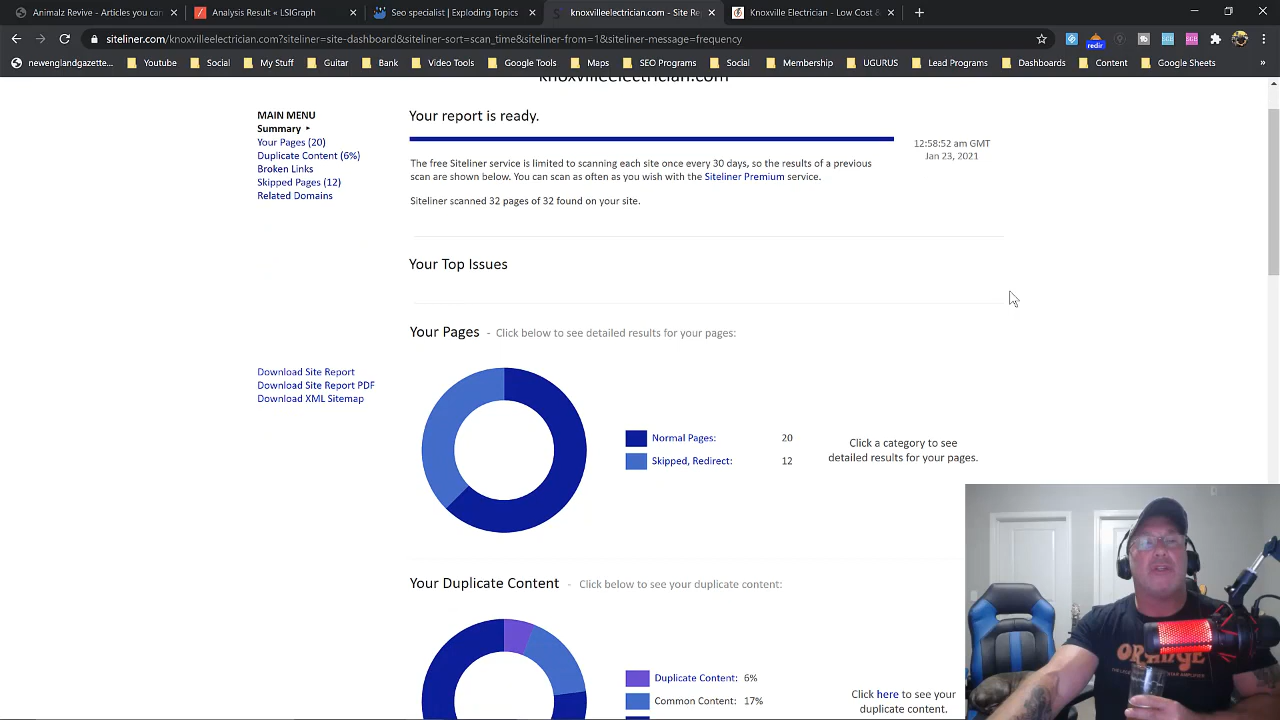 Animalz Revive - Articles you can
Analysis Result « LSIGraph
Seo specialist | Exploding Topics
knoxvilleelectrician.com - Site Re
Knoxville Electrician - Low Cost &
siteliner.com/knoxvilleelectrician.com?siteliner=site-dashboard&siteliner-sort=scan_time&siteliner-from=1&siteliner-message=frequency
redir
newenglandgazette...
Youtube
Social
My Stuff
Guitar
Bank
Video Tools
Google Tools
Maps
SEO Programs
Social
Membership
UGURUS
Lead Programs
Dashboards
Content
Google Sheets
knoxvilleelectrician.com
MAIN MENU
Summary
Your Pages (20)
Duplicate Content (6%)
Broken Links
Skipped Pages (12)
Related Domains
Download Site Report
Download Site Report PDF
Download XML Sitemap
Your report is ready.
12:58:52 am GMT
Jan 23, 2021
The free Siteliner service is limited to scanning each site once every 30 days, so the results of a previous
scan are shown below. You can scan as often as you wish with the Siteliner Premium service.
Siteliner scanned 32 pages of 32 found on your site.
Your Top Issues
Your Pages - Click below to see detailed results for your pages:
Normal Pages: 20
Skipped, Redirect: 12
Click a category to see
detailed results for your pages.
Your Duplicate Content - Click below to see your duplicate content:
Duplicate Content: 6%
Common Content: 17%
Click here to see your
duplicate content.